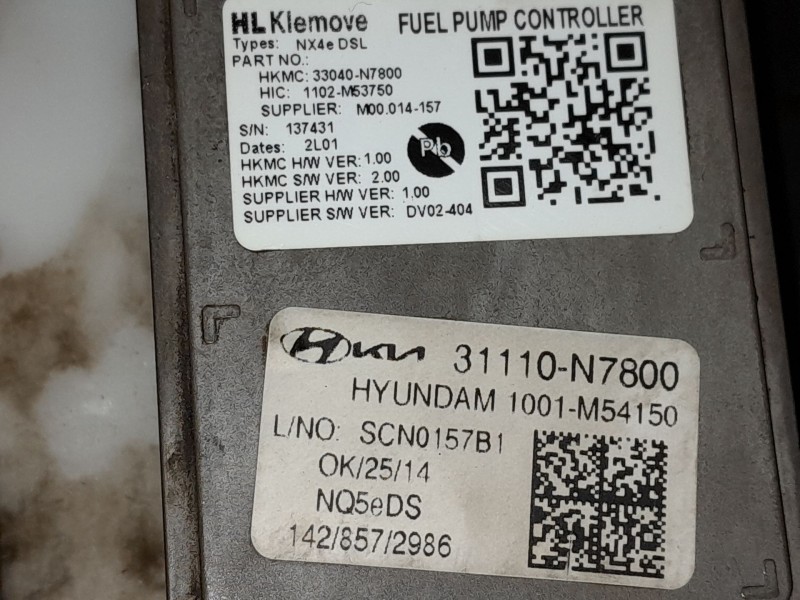 HL Klemove FUEL PUMP CONTROLLER
Types: NX4e DSL
PART NO.:
HKMC: 33040-N7800
HIC: 1102-M53750
SUPPLIER: M00.014-157
S/N: 137431
Dates: 2L01
Pb
HKMC H/W VER: 1.00
HKMC S/W VER: 2.00
SUPPLIER H/W VER: 1.00
SUPPLIER S/W VER: DV02-404
KIA 31110-N7800
HYUNDAM 1001-M54150
L/NO: SCN0157B1
OK/25/14
NQ5eDS
142/857/2986